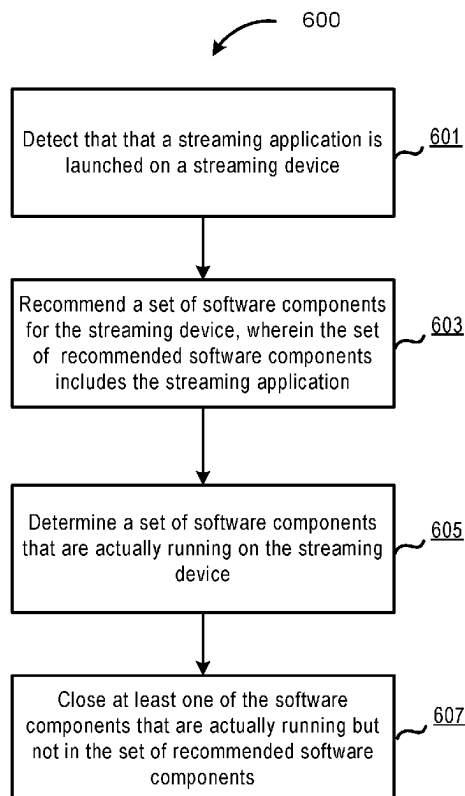 600
Detect that that a streaming application is
launched on a streaming device
601
Recommend a set of software components
for the streaming device, wherein the set
of recommended software components
includes the streaming application
603
Determine a set of software components
that are actually running on the streaming
device
605
Close at least one of the software
components that are actually running but
not in the set of recommended software
components
607